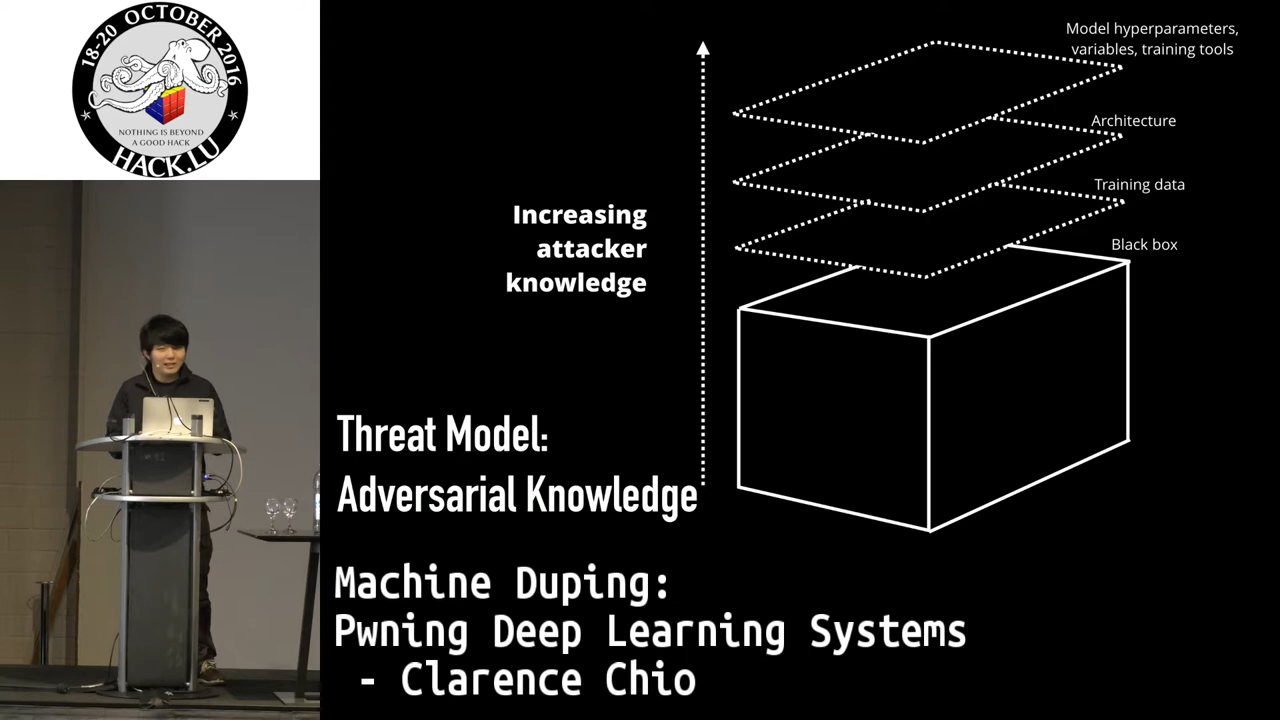 18-20 OCTOBER 2016
NOTHING IS BEYOND
A GOOD HACK
HACK.LU
Model hyperparameters,
variables, training tools
Architecture
Training data
Black box
Increasing
attacker
knowledge
Threat Model:
Adversarial Knowledge
Machine Duping:
Pwning Deep Learning Systems
- Clarence Chio